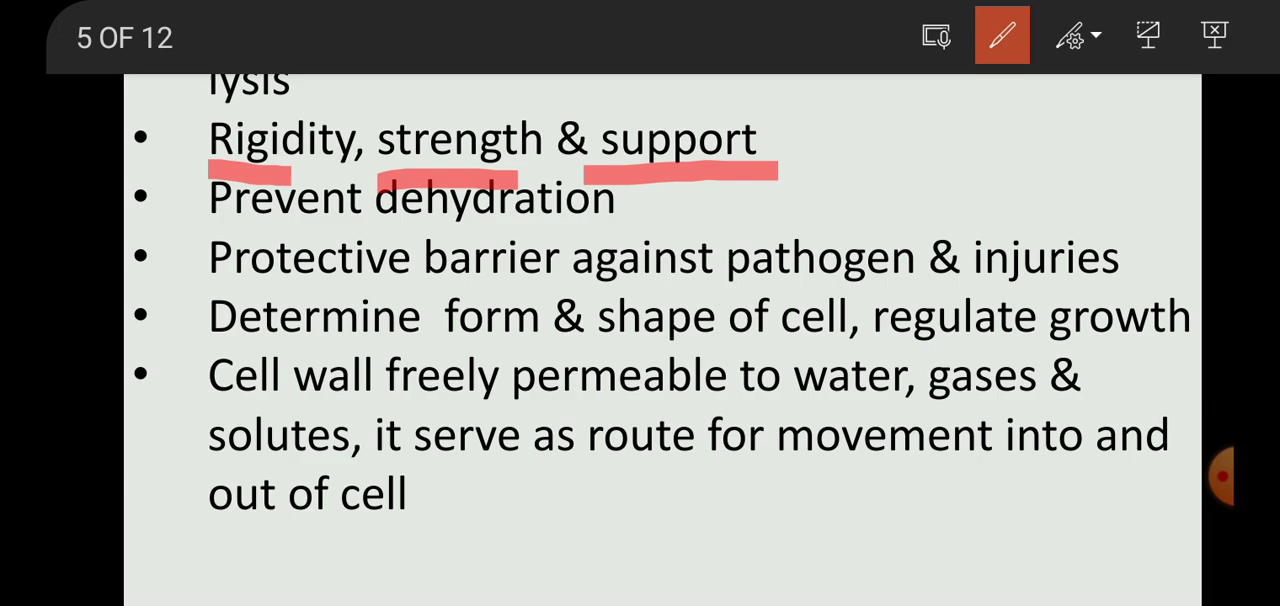 5 OF 12
lysis
• Rigidity, strength & support
• Prevent dehydration
• Protective barrier against pathogen & injuries
• Determine form & shape of cell, regulate growth
• Cell wall freely permeable to water, gases &
solutes, it serve as route for movement into and
out of cell